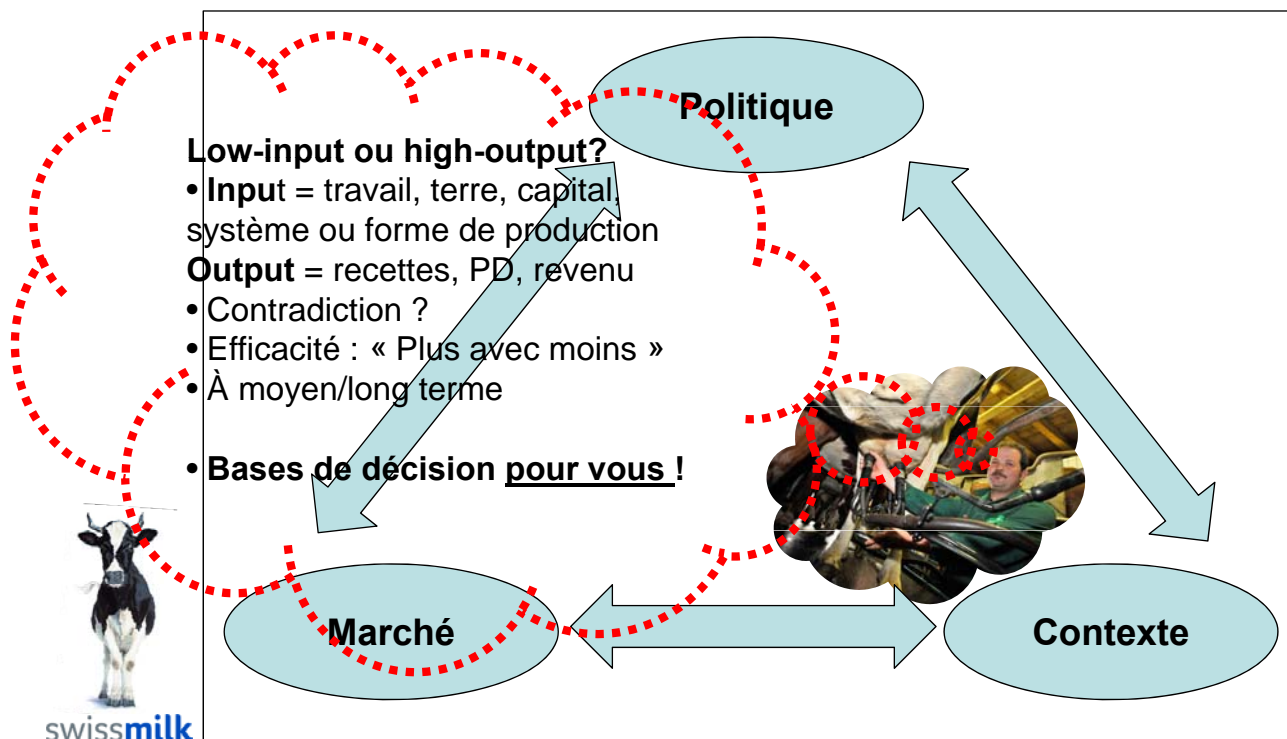 Politique
Low-input ou high-output?
• Input = travail, terre, capital,
système ou forme de production
Output = recettes, PD, revenu
• Contradiction ?
• Efficacité : « Plus avec moins »
• À moyen/long terme
• Bases de décision pour vous !
Marché
Contexte
swissmilk